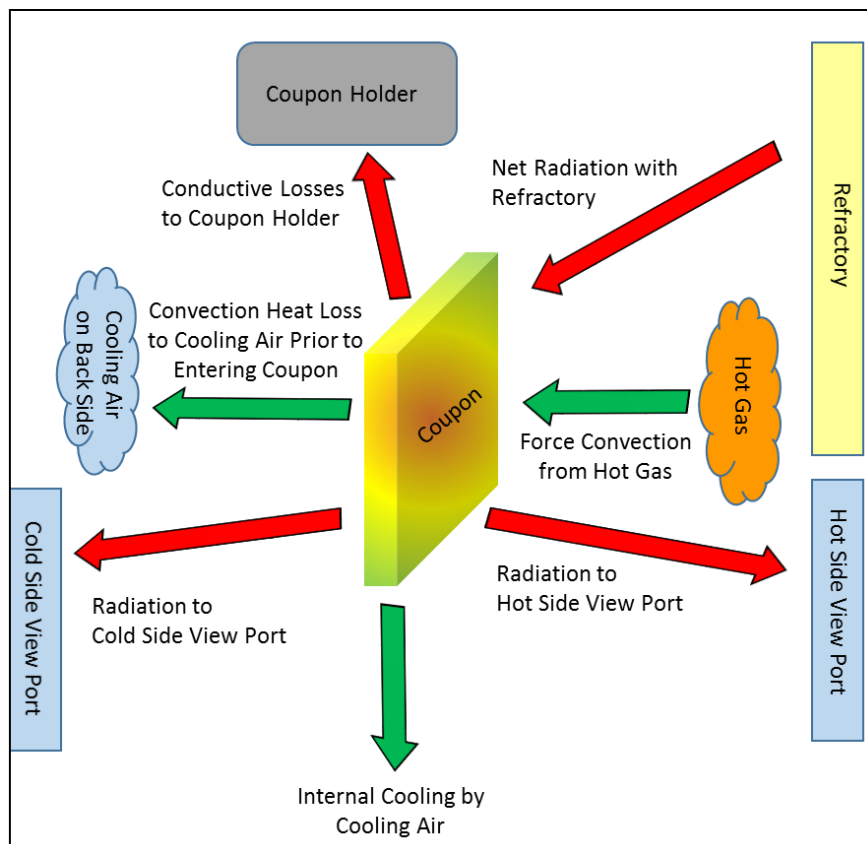 Coupon Holder
Net Radiation with
Refractory
Refractory
Conductive Losses
to Coupon Holder
Convection Heat Loss
to Cooling Air Prior to
Entering Coupon
Cooling Air
on Back Side
Coupon
Hot Gas
Force Convection
from Hot Gas
Cold Side View Port
Radiation to
Cold Side View Port
Radiation to
Hot Side View Port
Hot Side View Port
Internal Cooling by
Cooling Air